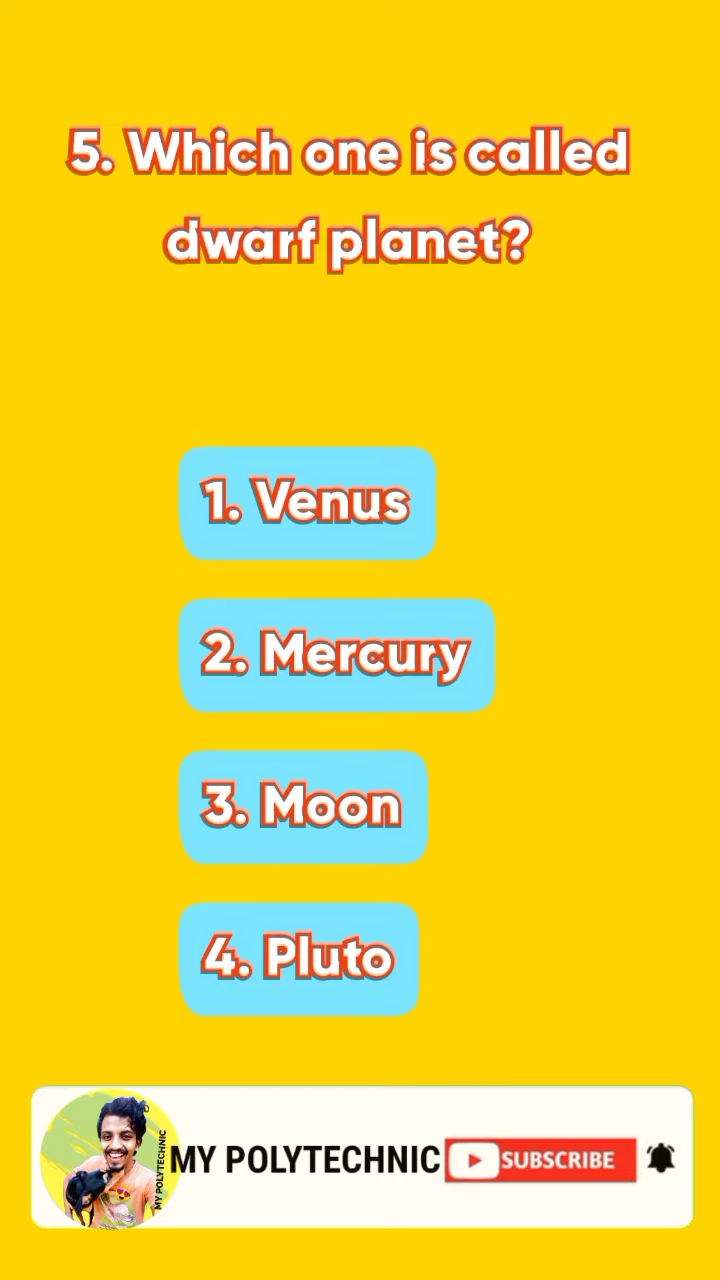 5. Which one is called
dwarf planet?
1. Venus
2. Mercury
3. Moon
4. Pluto
MY POLYTECHNIC
MY POLYTECHNIC
SUBSCRIBE